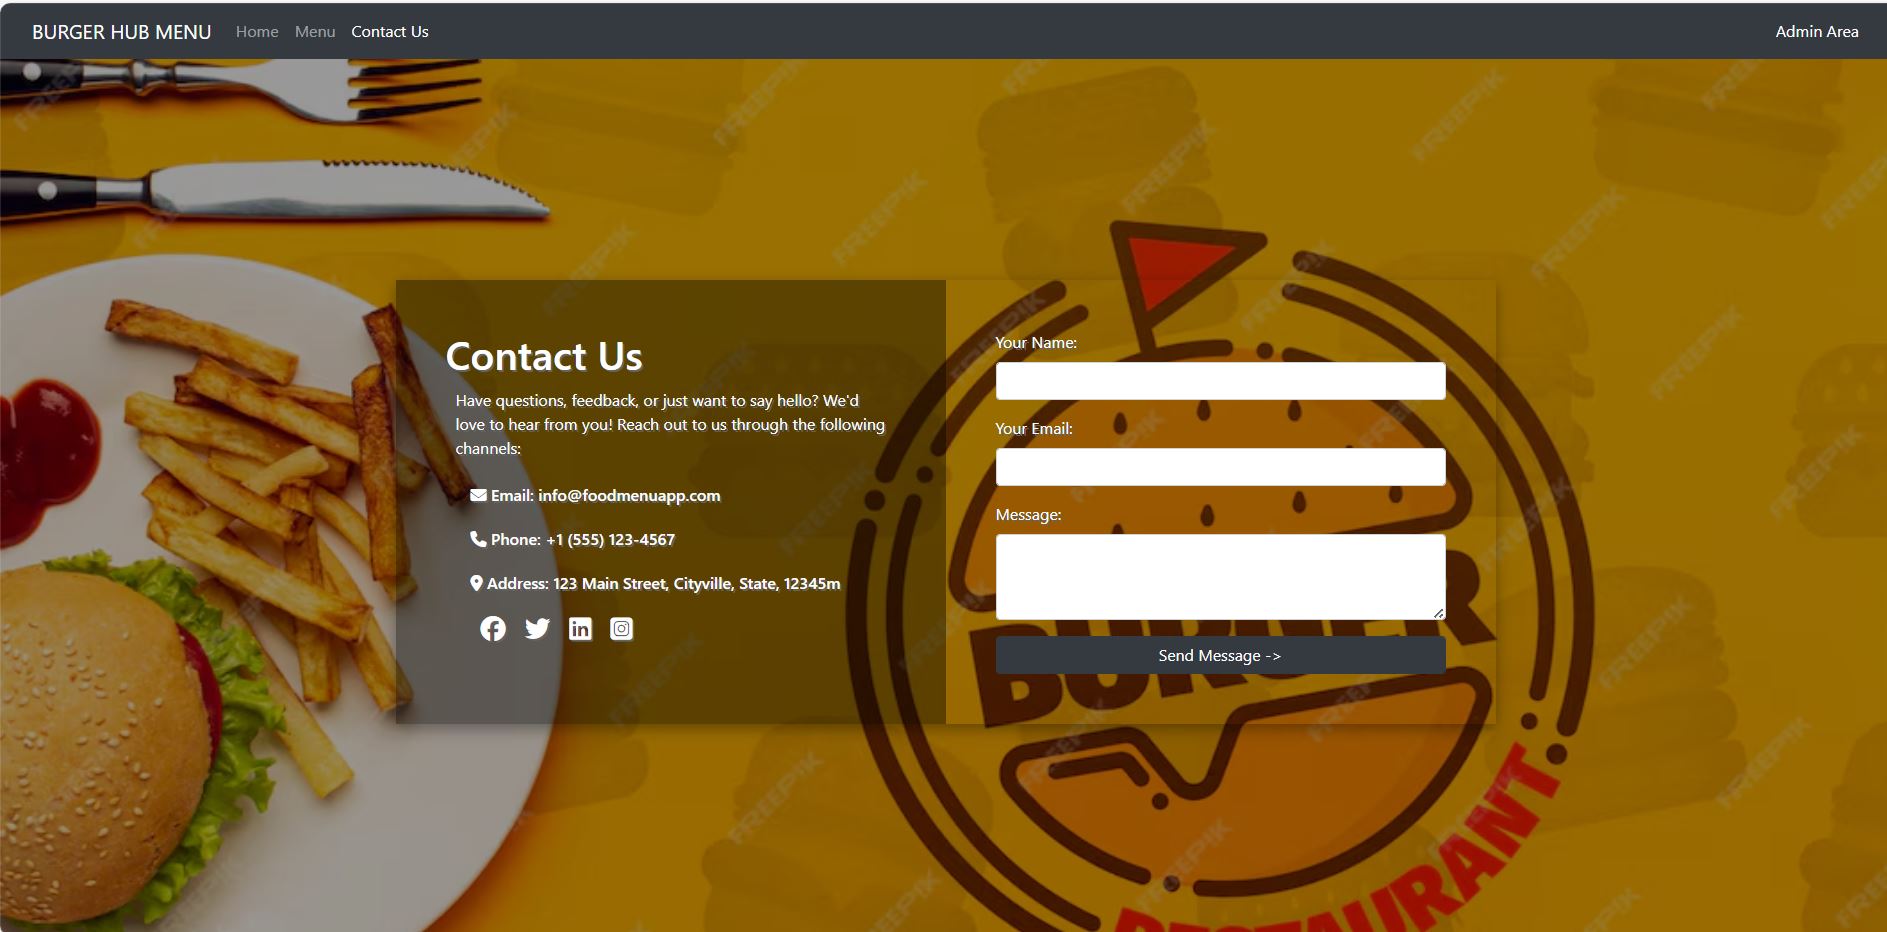 BURGER HUB MENU Home Menu Contact Us Admin Area
Contact Us
Have questions, feedback, or just want to say hello? We'd
love to hear from you! Reach out to us through the following
channels:
Email: info@foodmenuapp.com
Phone: +1 (555) 123-4567
Address: 123 Main Street, Cityville, State, 12345m
Your Name:
Your Email:
Message:
Send Message ->
BURGER
RESTAURANT
FREEPIK